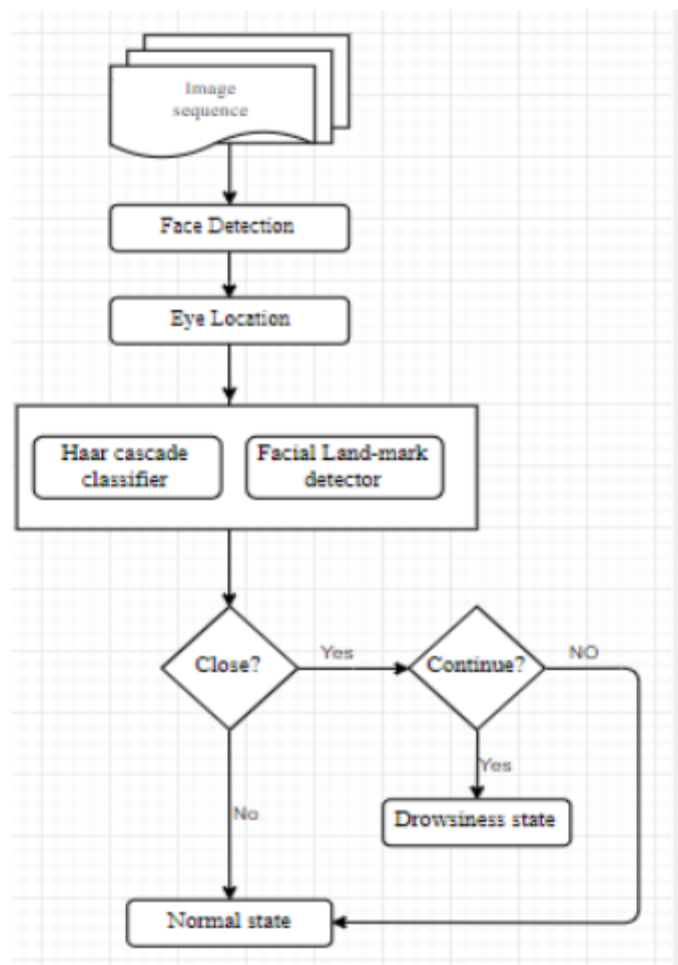 Image
sequence
Face Detection
Eye Location
Haar cascade
classifier
Facial Land-mark
detector
Close?
Yes
Continue?
NO
Yes
Drowsiness state
No
Normal state